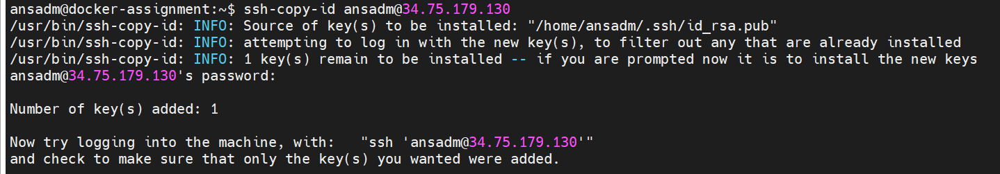 ansadm@docker-assignment:~$ ssh-copy-id ansadm@34.75.179.130
/usr/bin/ssh-copy-id: INFO: Source of key(s) to be installed: "/home/ansadm/.ssh/id_rsa.pub"
/usr/bin/ssh-copy-id: INFO: attempting to log in with the new key(s), to filter out any that are already installed
/usr/bin/ssh-copy-id: INFO: 1 key(s) remain to be installed -- if you are prompted now it is to install the new keys
ansadm@34.75.179.130's password:
Number of key(s) added: 1
Now try logging into the machine, with:   "ssh 'ansadm@34.75.179.130'"
and check to make sure that only the key(s) you wanted were added.